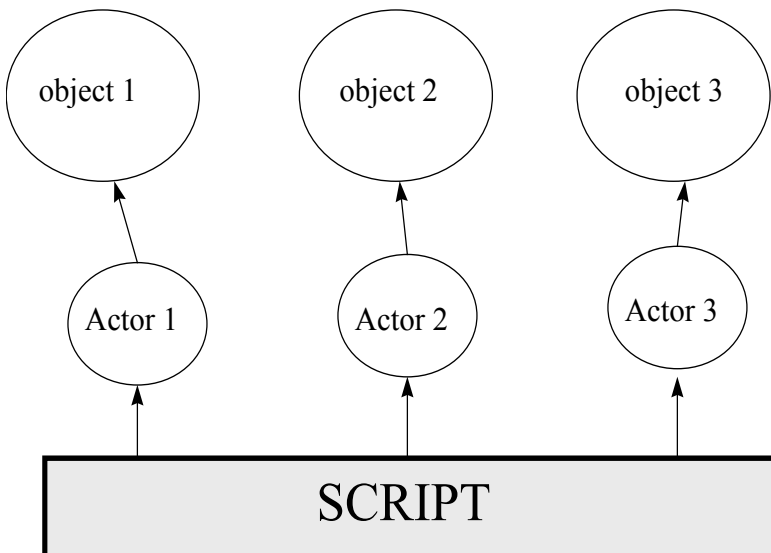 object 1
object 2
object 3
Actor 1
Actor 2
Actor 3
SCRIPT